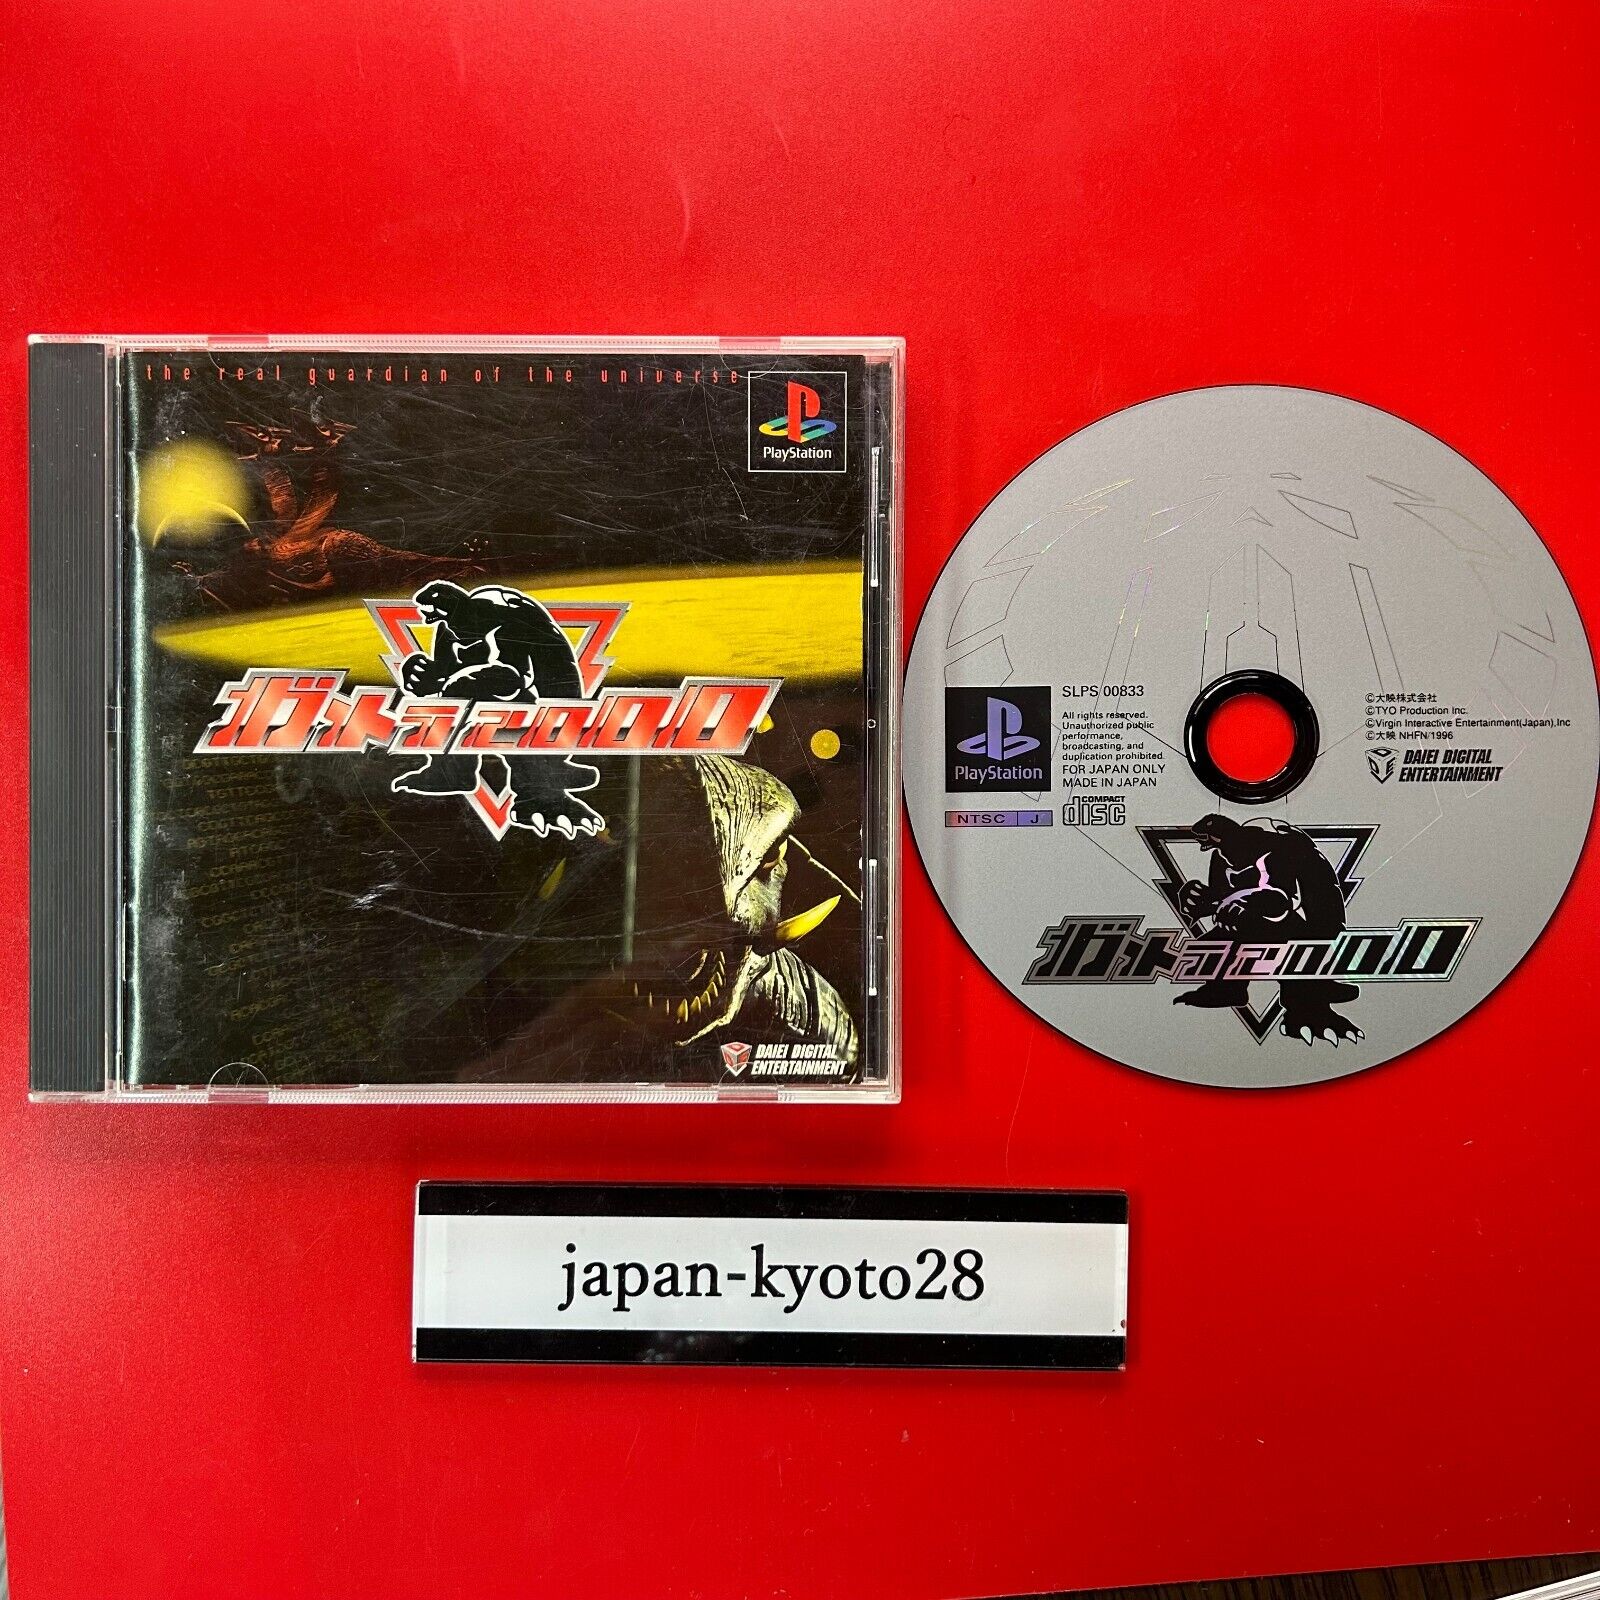 the real guardian of the universe
PlayStation
ガメラ2000
DAIEI DIGITAL
ENTERTAINMENT
SLPS 00833
All rights reserved.
Unauthorized public
performance,
broadcasting, and
duplication prohibited.
FOR JAPAN ONLY
MADE IN JAPAN
PlayStation
NTSC J
COMPACT
disc
©大映株式会社
©TYO Production Inc.
©Virgin Interactive Entertainment(Japan),Inc
©大映 NHFN/1996
DAIEI DIGITAL
ENTERTAINMENT
ガメラ2000
japan-kyoto28